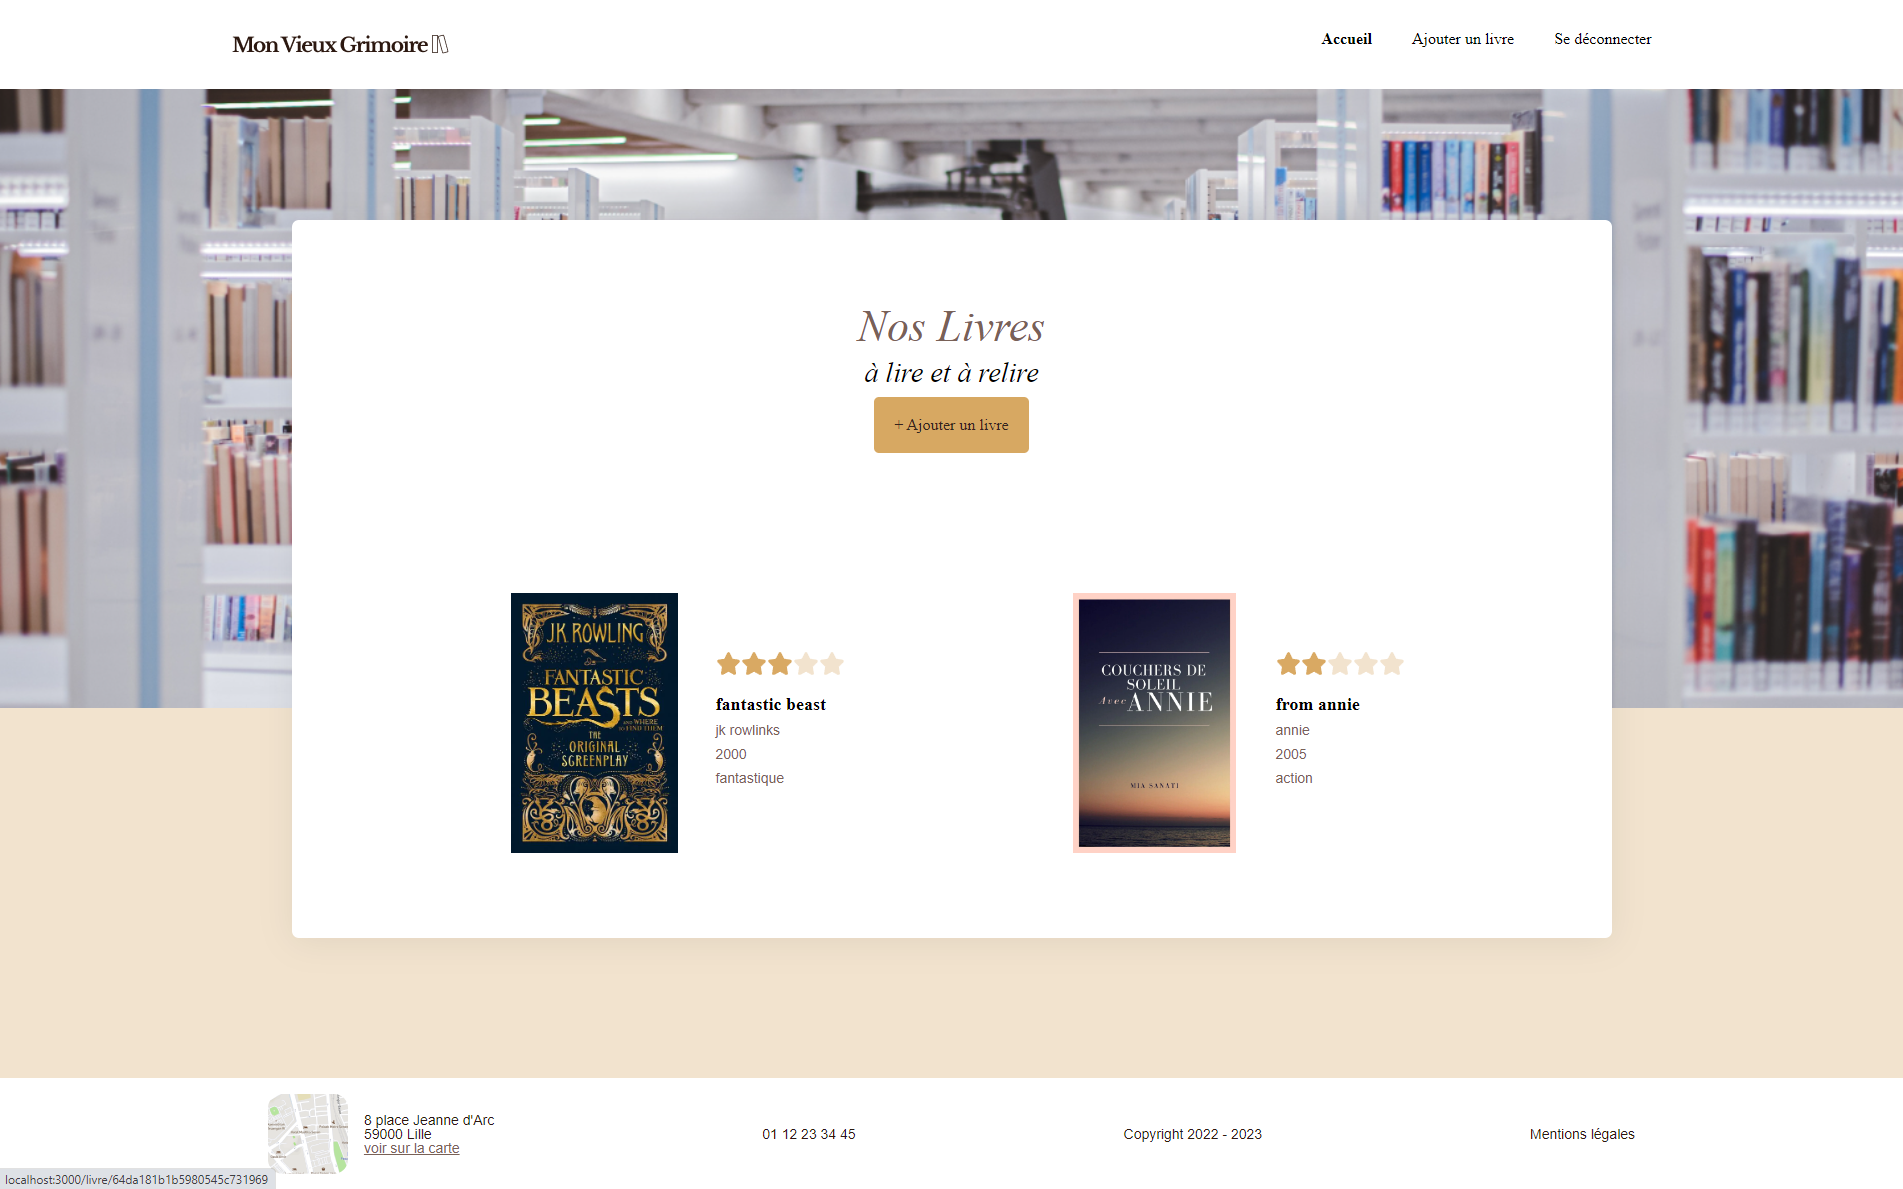 Mon Vieux Grimoire
Accueil
Ajouter un livre
Se déconnecter
Nos Livres
à lire et à relire
+ Ajouter un livre
JK ROWLING
FANTASTIC
BEASTS
AND WHERE
TO FIND THEM
THE
ORIGINAL
SCREENPLAY
fantastic beast
jk rowlinks
2000
fantastique
COUCHERS DE
SOLEIL
Avec ANNIE
MIA SANATI
from annie
annie
2005
action
8 place Jeanne d'Arc
59000 Lille
voir sur la carte
01 12 23 34 45
Copyright 2022 - 2023
Mentions légales
localhost:3000/livre/64da181b1b5980545c731969